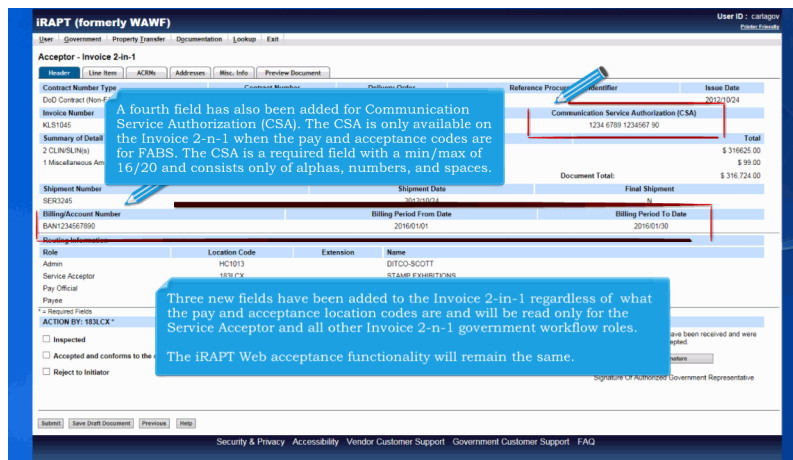 iRAPT (formerly WAWF)
User ID : cartagov
Printer Friendly
User Government Property Transfer Documentation Lookup Exit
Acceptor - Invoice 2-in-1
Header Line Item ACRNs Addresses Misc. Info Preview Document
Contract Number Type Contract Number Delivery Order Reference Procurement Identifier Issue Date
DoD Contract 2012/10/24
Invoice Number Communication Service Authorization (CSA)
KLS1045 1234 6789 1234567 90
Summary of Detail Total
2 CLIN/SLIN(s) $ 316625.00
1 Miscellaneous $ 99.00
Document Total: $ 316.724.00
A fourth field has also been added for Communication
Service Authorization (CSA). The CSA is only available on
the Invoice 2-n-1 when the pay and acceptance codes are
for FABS. The CSA is a required field with a min/max of
16/20 and consists only of alphas, numbers, and spaces.
Shipment Number Shipment Date Final Shipment
SER3245 2012/10/24 N
Billing/Account Number Billing Period From Date Billing Period To Date
BAN1234567890 2016/01/01 2016/01/30
Routing Information
Role Location Code Extension Name
Admin HC1013 DITCO-SCOTT
Service Acceptor 183LCX STAMP EXHIBITIONS
Pay Official
Payee
* = Required Fields
ACTION BY: 183LCX *
Inspected
Accepted and conforms to the
Reject to Initiator
Three new fields have been added to the Invoice 2-in-1 regardless of what
the pay and acceptance location codes are and will be read only for the
Service Acceptor and all other Invoice 2-n-1 government workflow roles.
The iRAPT Web acceptance functionality will remain the same.
have been received and were
Signature Of Authorized Government Representative
Submit Save Draft Document Previous Help
Security & Privacy Accessibility Vendor Customer Support Government Customer Support FAQ